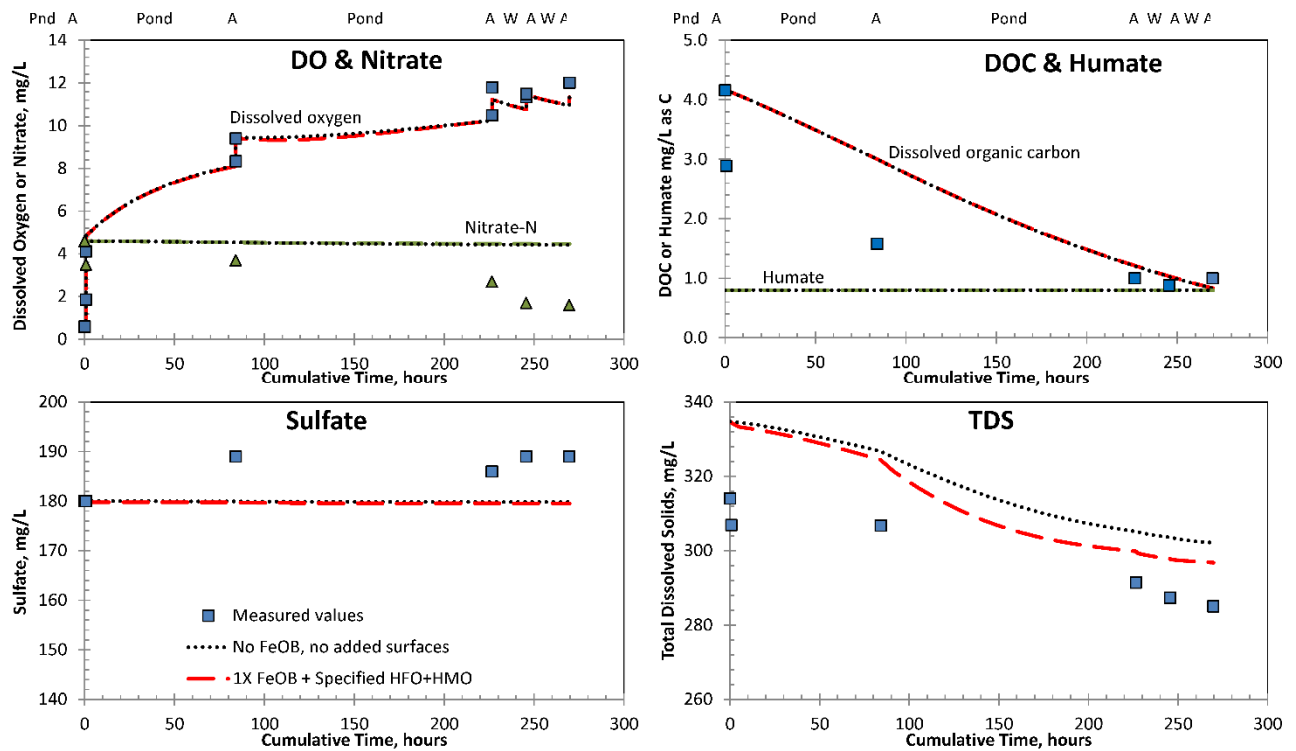 Pnd A Pond A Pond A W A W A
Pnd A Pond A Pond A W A W A
DO & Nitrate
Dissolved Oxygen or Nitrate, mg/L
14
12
10
8
6
4
2
0
Dissolved oxygen
Nitrate-N
0 50 100 150 200 250 300
Cumulative Time, hours
DOC & Humate
DOC or Humate mg/L as C
5.0
4.0
3.0
2.0
1.0
0.0
Dissolved organic carbon
Humate
0 50 100 150 200 250 300
Cumulative Time, hours
Sulfate
Sulfate, mg/L
200
190
180
170
160
150
140
Measured values
No FeOB, no added surfaces
1X FeOB + Specified HFO+HMO
0 50 100 150 200 250 300
Cumulative Time, hours
TDS
Total Dissolved Solids, mg/L
340
320
300
280
260
0 50 100 150 200 250 300
Cumulative Time, hours